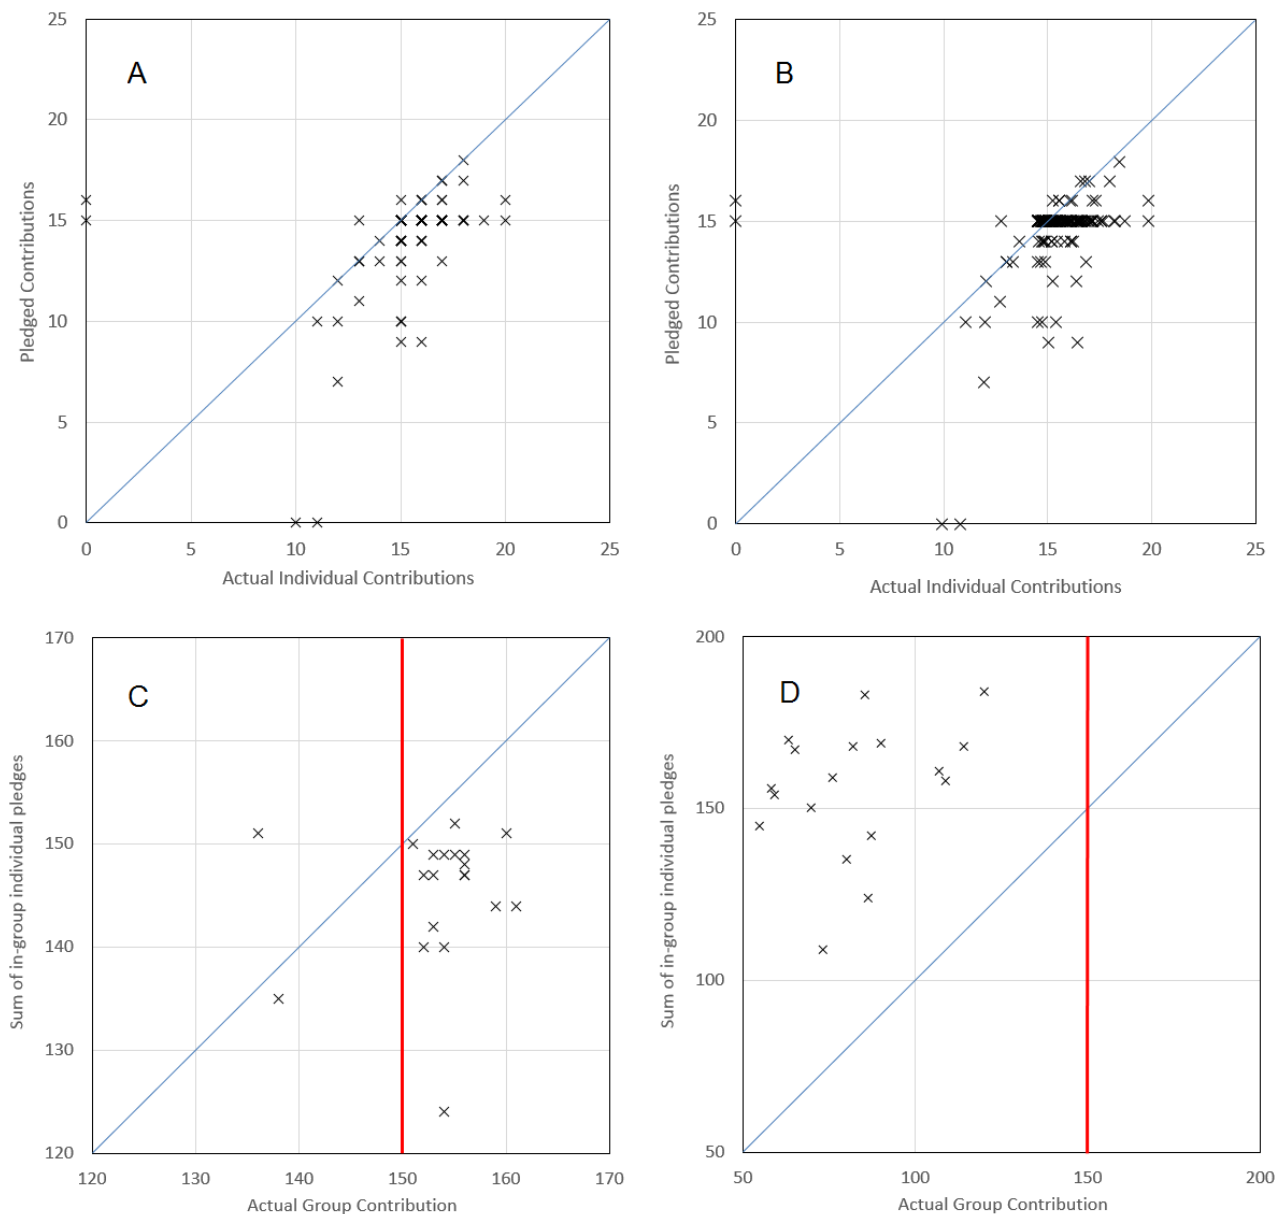 25
20
15
10
5
0
A
Pledged Contributions
0 5 10 15 20 25
Actual Individual Contributions
25
20
15
10
5
0
B
Pledged Contributions
0 5 10 15 20 25
Actual Individual Contributions
170
160
150
140
130
120
C
Sum of in-group individual pledges
120 130 140 150 160 170
Actual Group Contribution
200
150
100
50
D
Sum of in-group individual pledges
50 100 150 200
Actual Group Contribution